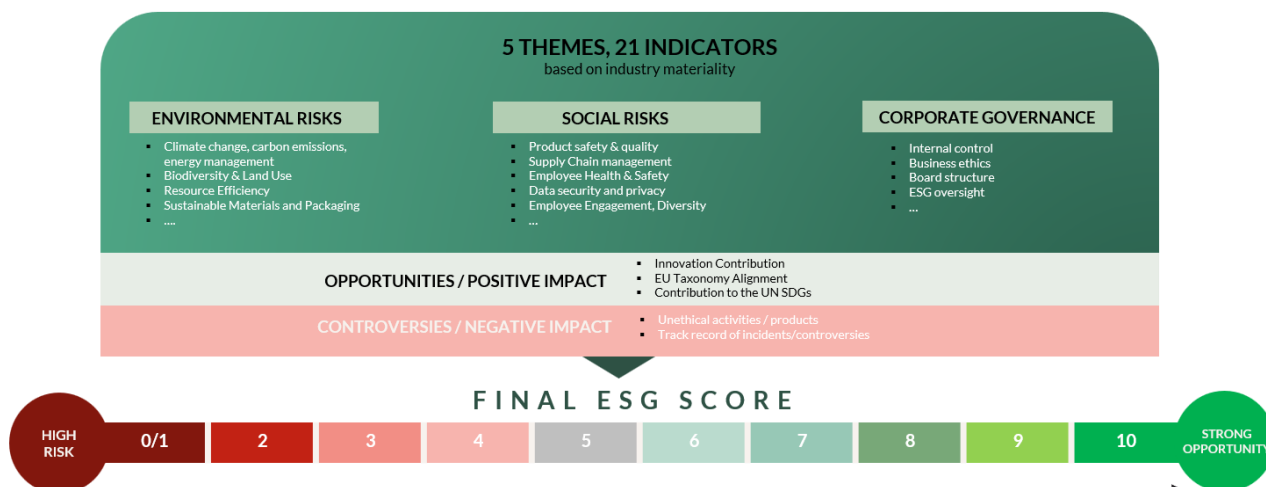 5 THEMES, 21 INDICATORS
based on industry materiality
ENVIRONMENTAL RISKS
▪ Climate change, carbon emissions,
energy management
▪ Biodiversity & Land Use
▪ Resource Efficiency
▪ Sustainable Materials and Packaging
▪ ....
SOCIAL RISKS
▪ Product safety & quality
▪ Supply Chain management
▪ Employee Health & Safety
▪ Data security and privacy
▪ Employee Engagement, Diversity
▪ ...
CORPORATE GOVERNANCE
▪ Internal control
▪ Business ethics
▪ Board structure
▪ ESG oversight
▪ ...
OPPORTUNITIES / POSITIVE IMPACT
▪ Innovation Contribution
▪ EU Taxonomy Alignment
▪ Contribution to the UN SDGs
CONTROVERSIES / NEGATIVE IMPACT
▪ Unethical activities / products
▪ Track record of incidents/controversies
FINAL ESG SCORE
HIGH
RISK
0/1 2 3 4 5 6 7 8 9 10
STRONG
OPPORTUNITY